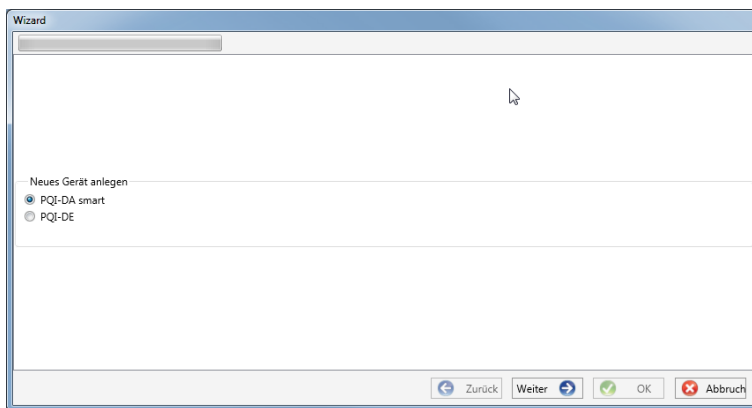 Wizard
Neues Gerät anlegen
PQI-DA smart
PQI-DE
Zurück Weiter OK Abbruch